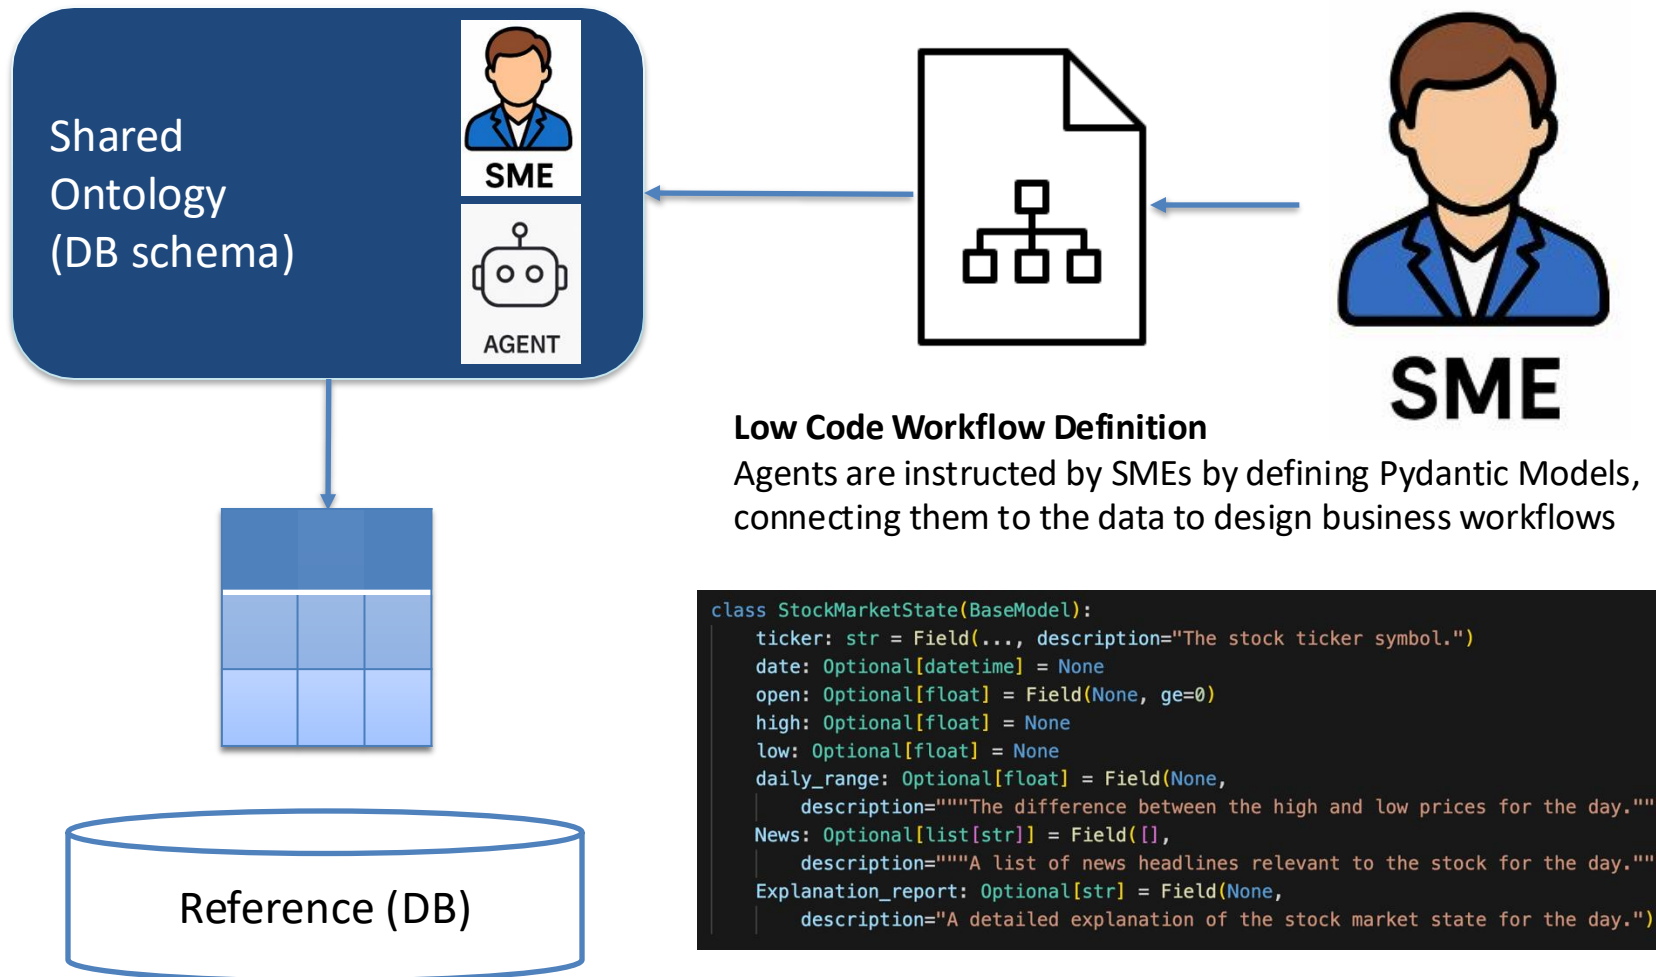 Shared
Ontology
(DB schema)
SME
AGENT
SME
Low Code Workflow Definition
Agents are instructed by SMEs by defining Pydantic Models,
connecting them to the data to design business workflows
class StockMarketState(BaseModel):
    ticker: str = Field(..., description="The stock ticker symbol.")
    date: Optional[datetime] = None
    open: Optional[float] = Field(None, ge=0)
    high: Optional[float] = None
    low: Optional[float] = None
    daily_range: Optional[float] = Field(None,
        description="""The difference between the high and low prices for the day.""
    News: Optional[list[str]] = Field([],
        description="""A list of news headlines relevant to the stock for the day.""
    Explanation_report: Optional[str] = Field(None,
        description="A detailed explanation of the stock market state for the day.")
Reference (DB)